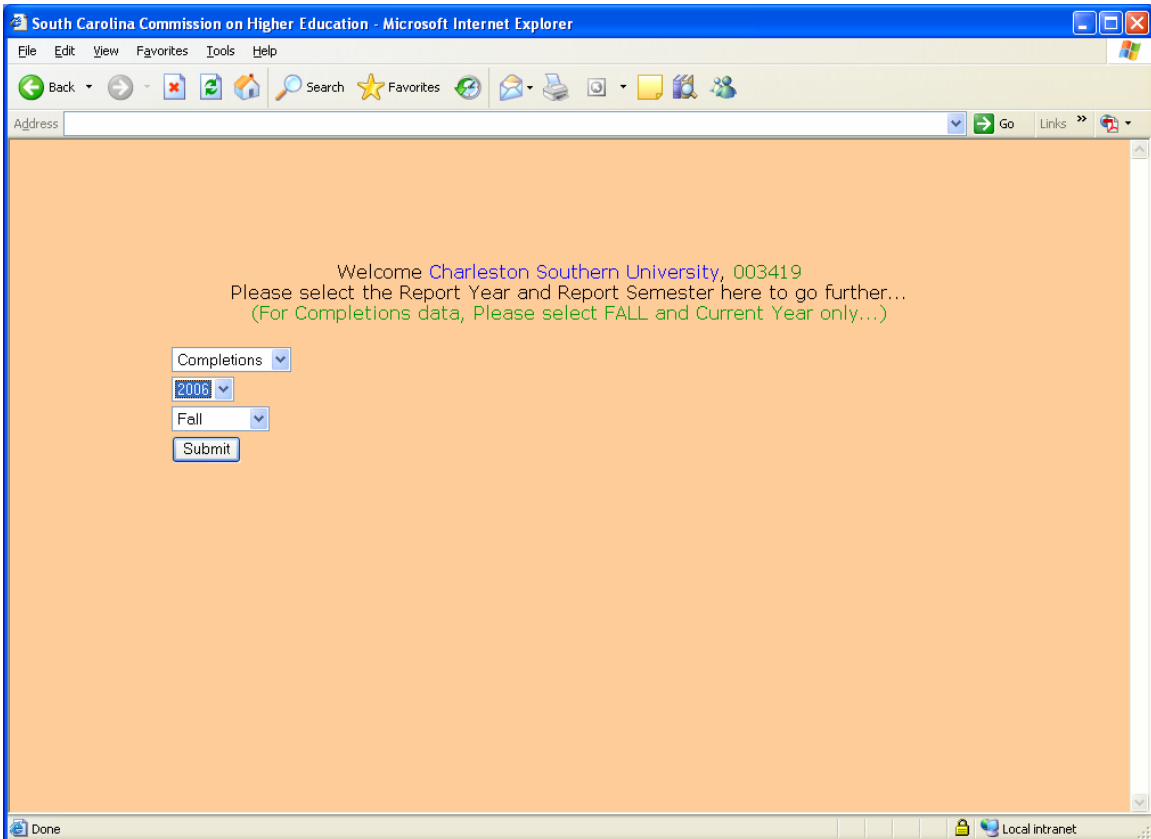 South Carolina Commission on Higher Education - Microsoft Internet Explorer
File Edit View Favorites Tools Help
Back Search Favorites
Address Go Links »
Welcome Charleston Southern University, 003419
Please select the Report Year and Report Semester here to go further...
(For Completions data, Please select FALL and Current Year only...)
Completions
2006
Fall
Submit
Done Local intranet